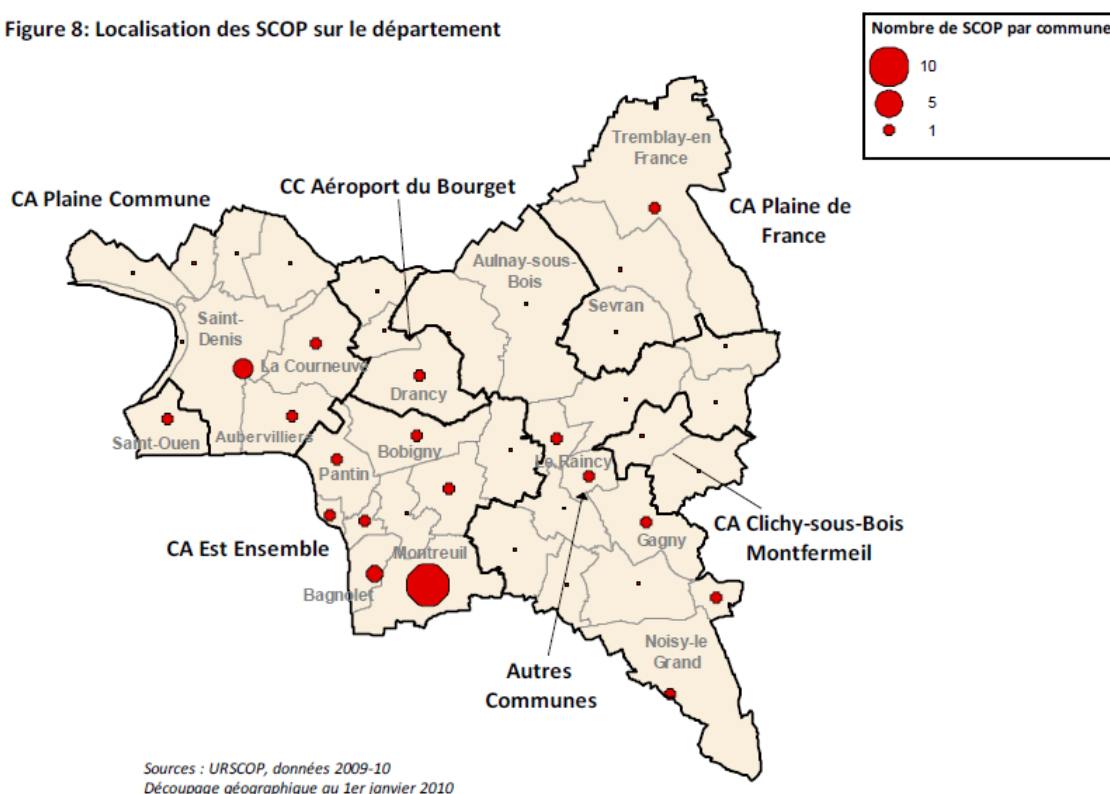 Figure 8: Localisation des SCOP sur le département
Nombre de SCOP par commune
10
5
1
Tremblay-en
France
CC Aéroport du Bourget
CA Plaine Commune
CA Plaine de
France
Aulnay-sous-
Bois
Sevran
Saint-
Denis
La Courneuve
Drancy
Saint-Ouen
Aubervilliers
Bobigny
Le Raincy
Pantin
CA Clichy-sous-Bois
Montfermeil
Gagny
CA Est Ensemble
Montreuil
Bagnolet
Noisy-le
Grand
Autres
Communes
Sources : URSCOP, données 2009-10
Découpage géographique au 1er janvier 2010